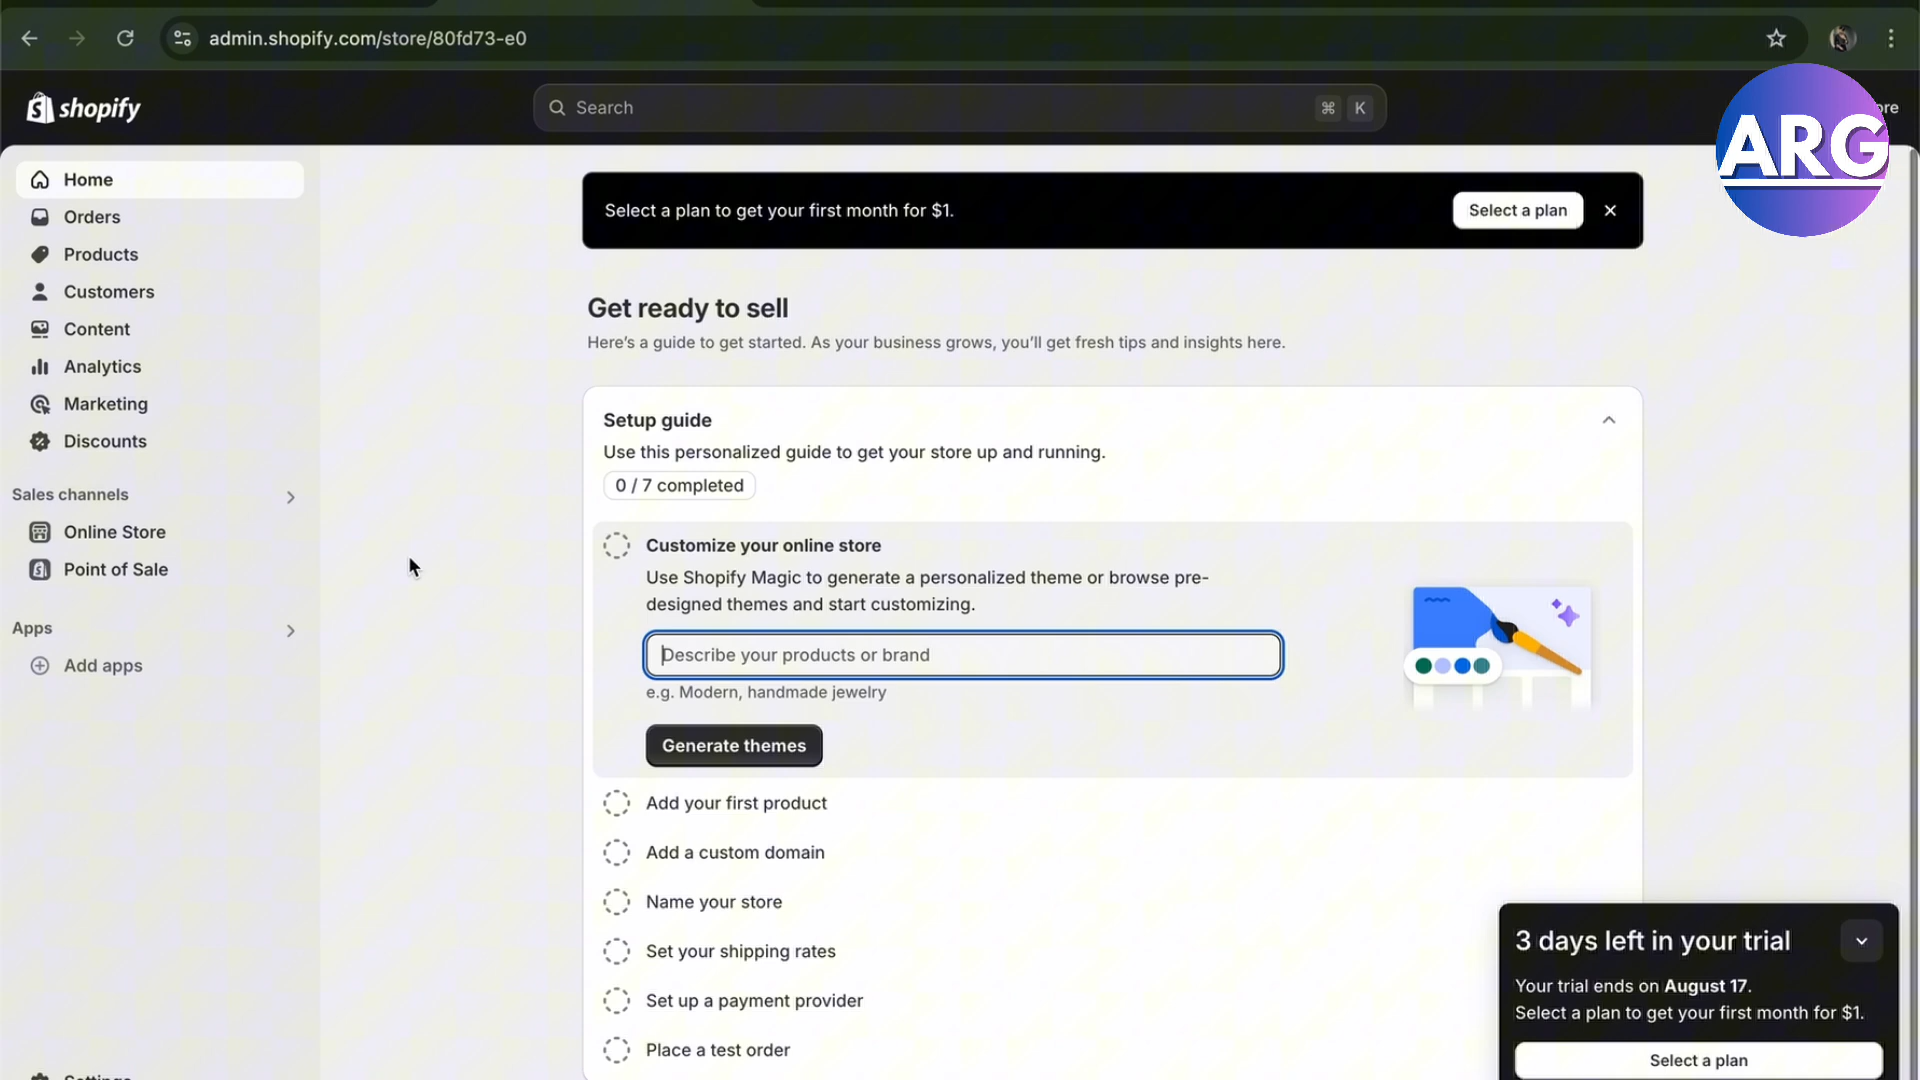 admin.shopify.com/store/80fd73-e0
shopify
Search
⌘ K
ARG
Home
Orders
Products
Customers
Content
Analytics
Marketing
Discounts
Sales channels
Online Store
Point of Sale
Apps
Add apps
Select a plan to get your first month for $1.
Select a plan
Get ready to sell
Here's a guide to get started. As your business grows, you'll get fresh tips and insights here.
Setup guide
Use this personalized guide to get your store up and running.
0 / 7 completed
Customize your online store
Use Shopify Magic to generate a personalized theme or browse pre-
designed themes and start customizing.
Describe your products or brand
e.g. Modern, handmade jewelry
Generate themes
Add your first product
Add a custom domain
Name your store
Set your shipping rates
Set up a payment provider
Place a test order
3 days left in your trial
Your trial ends on August 17.
Select a plan to get your first month for $1.
Select a plan